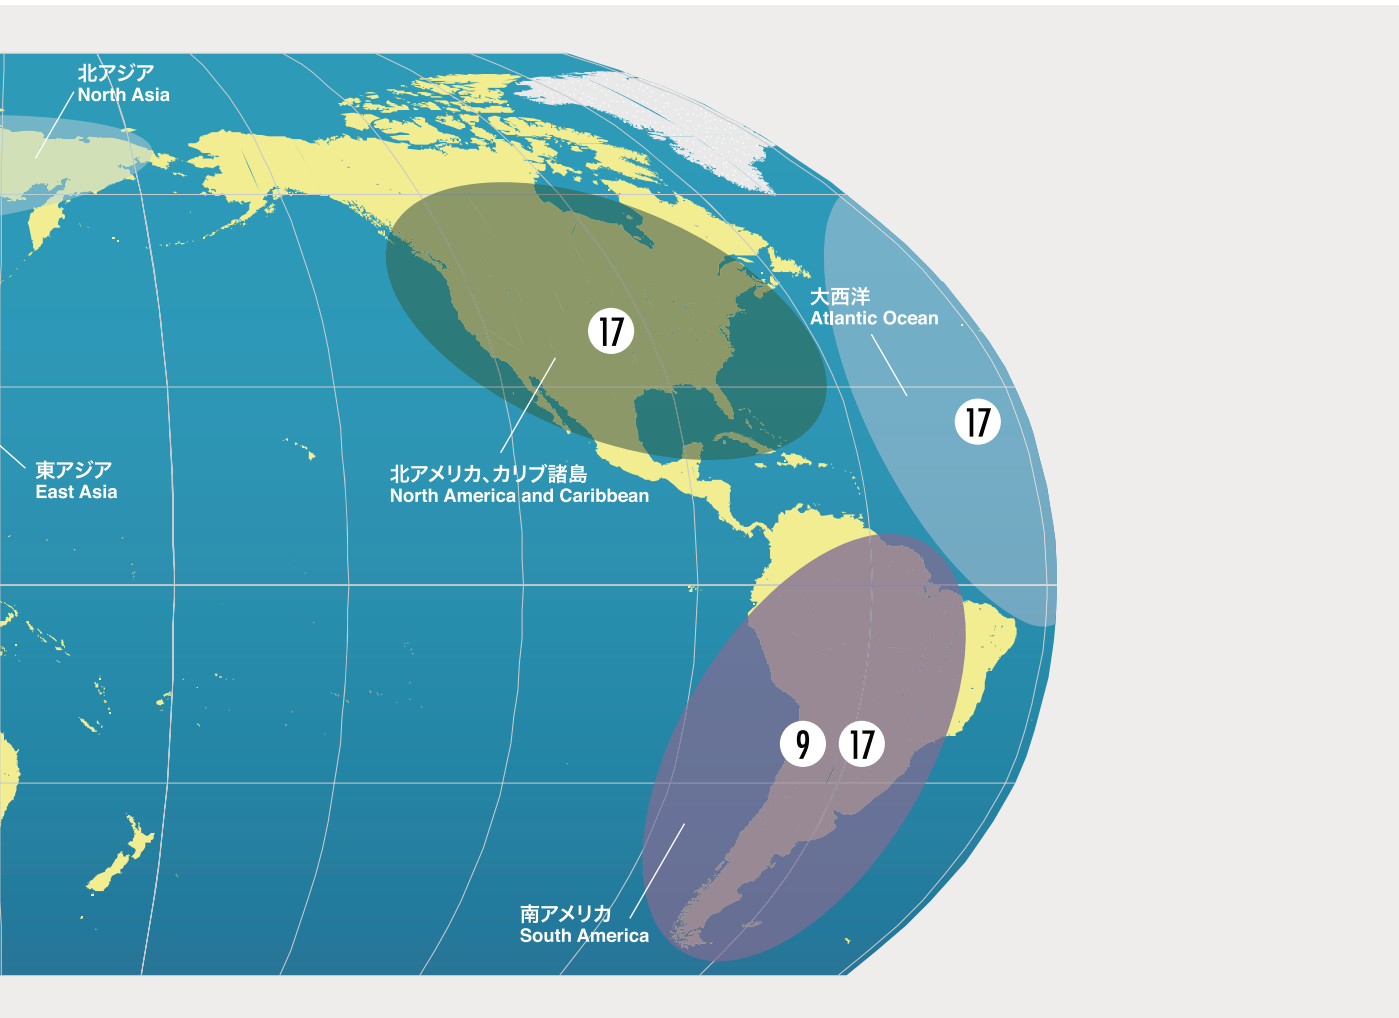 北アジア
North Asia
大西洋
Atlantic Ocean
17
17
東アジア
East Asia
北アメリカ、カリブ諸島
North America and Caribbean
9
17
南アメリカ
South America